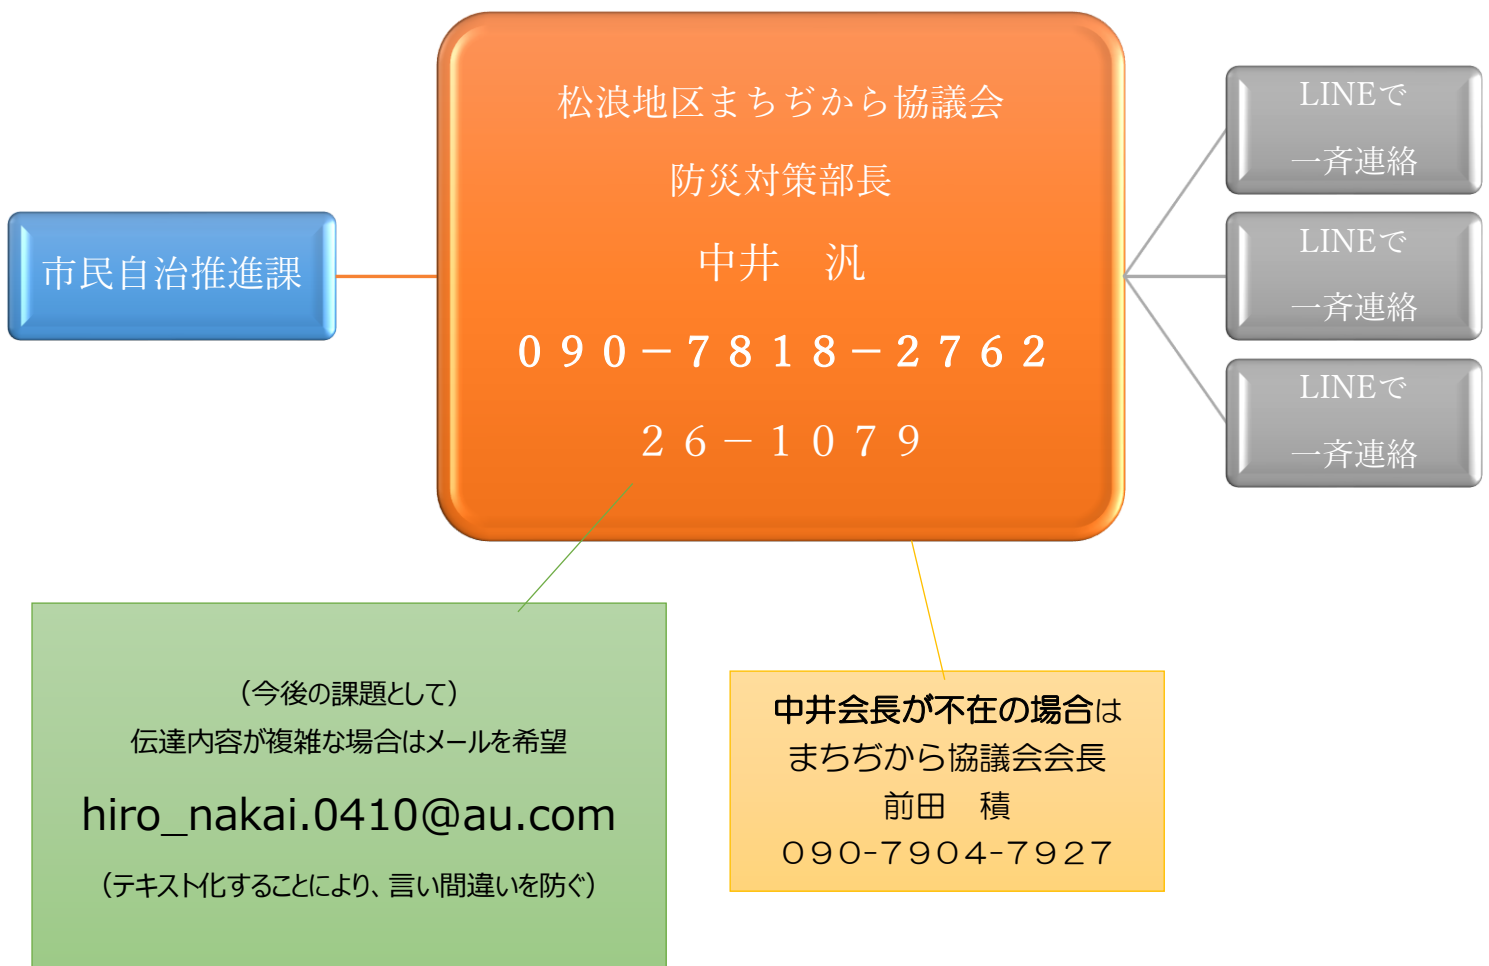 市民自治推進課
松浪地区まちぢから協議会
防災対策部長
中井　汎
０９０－７８１８－２７６２
２６－１０７９
LINEで
一斉連絡
LINEで
一斉連絡
LINEで
一斉連絡
（今後の課題として）
伝達内容が複雑な場合はメールを希望
hiro_nakai.0410@au.com
（テキスト化することにより、言い間違いを防ぐ）
中井会長が不在の場合は
まちぢから協議会会長
前田　積
０９０-７９０４-７９２７